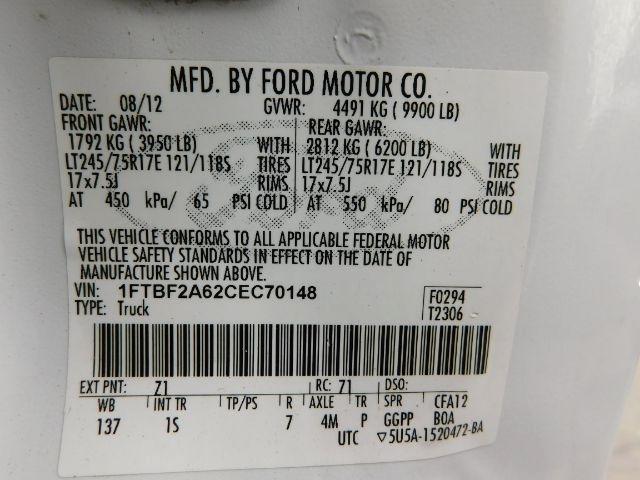 MFD. BY FORD MOTOR CO.
DATE: 08/12 GVWR: 4491 KG ( 9900 LB)
FRONT GAWR: REAR GAWR:
1792 KG ( 3950 LB) WITH 2812 KG ( 6200 LB) WITH
LT245/75R17E 121/118S TIRES LT245/75R17E 121/118S TIRES
17x7.5J RIMS 17x7.5J RIMS
AT 450 kPa/ 65 PSI COLD AT 550 kPa/ 80 PSI COLD
THIS VEHICLE CONFORMS TO ALL APPLICABLE FEDERAL MOTOR
VEHICLE SAFETY STANDARDS IN EFFECT ON THE DATE OF
MANUFACTURE SHOWN ABOVE.
VIN: 1FTBF2A62CEC70148 F0294
TYPE: Truck T2306
EXT PNT: Z1 RC: 71 DSO:
WB INT TR TP/PS R AXLE TR SPR CFA12
137 1S 7 4M P GGPP BOA
UTC ▽5U5A-1520472-BA